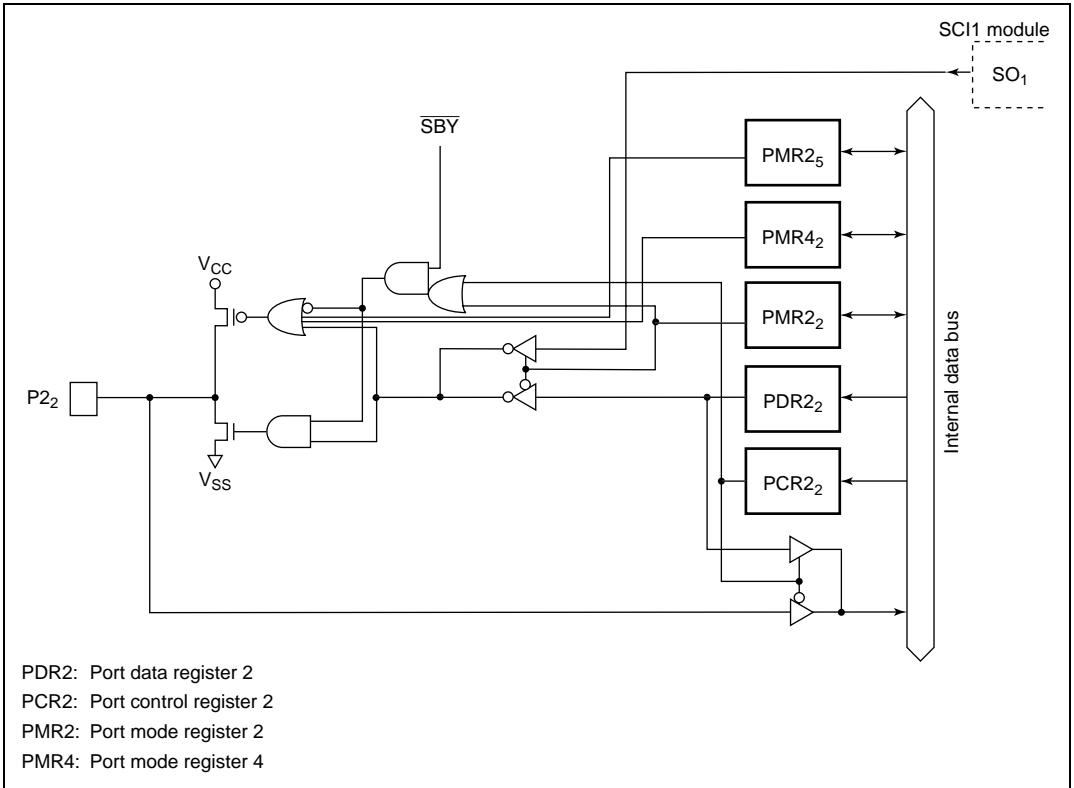 SCI1 module
SO1
SBY
PMR25
PMR42
VCC
PMR22
P22
PDR22
Internal data bus
VSS
PCR22
PDR2: Port data register 2
PCR2: Port control register 2
PMR2: Port mode register 2
PMR4: Port mode register 4